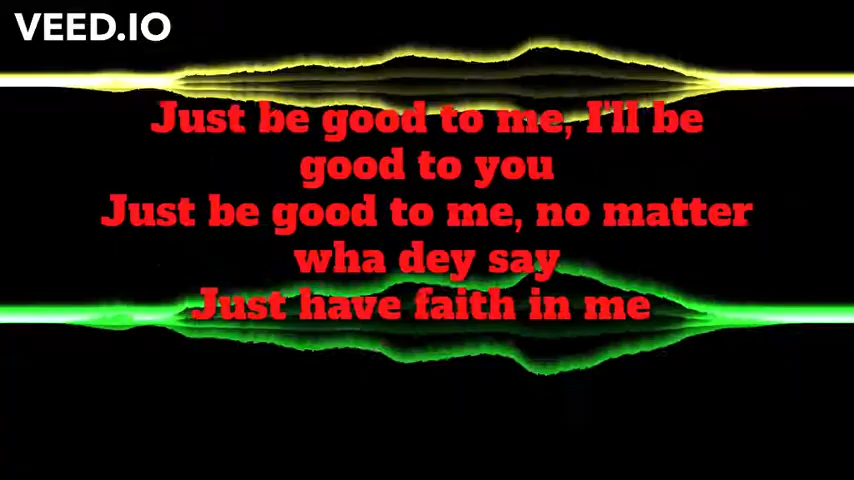 VEED.IO
Just be good to me, I'll be
good to you
Just be good to me, no matter
wha dey say
Just have faith in me